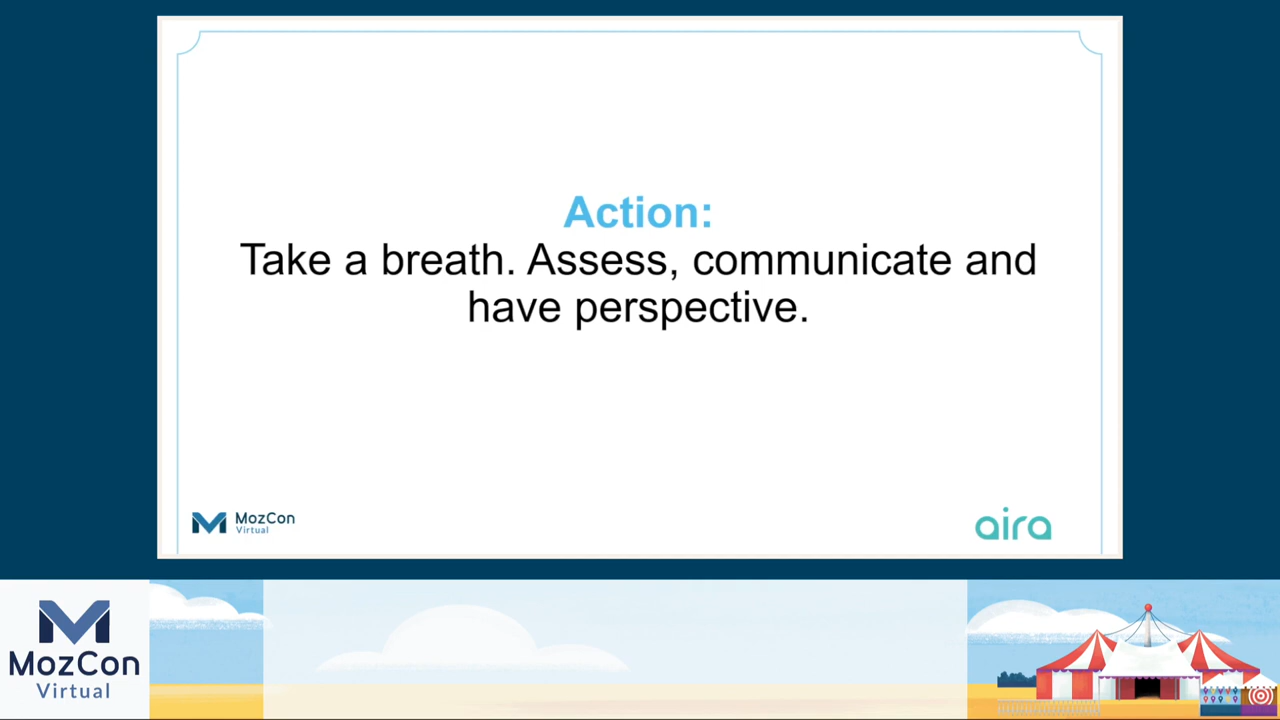 Action:
Take a breath. Assess, communicate and
have perspective.
MozCon
Virtual
aira
MozCon
Virtual